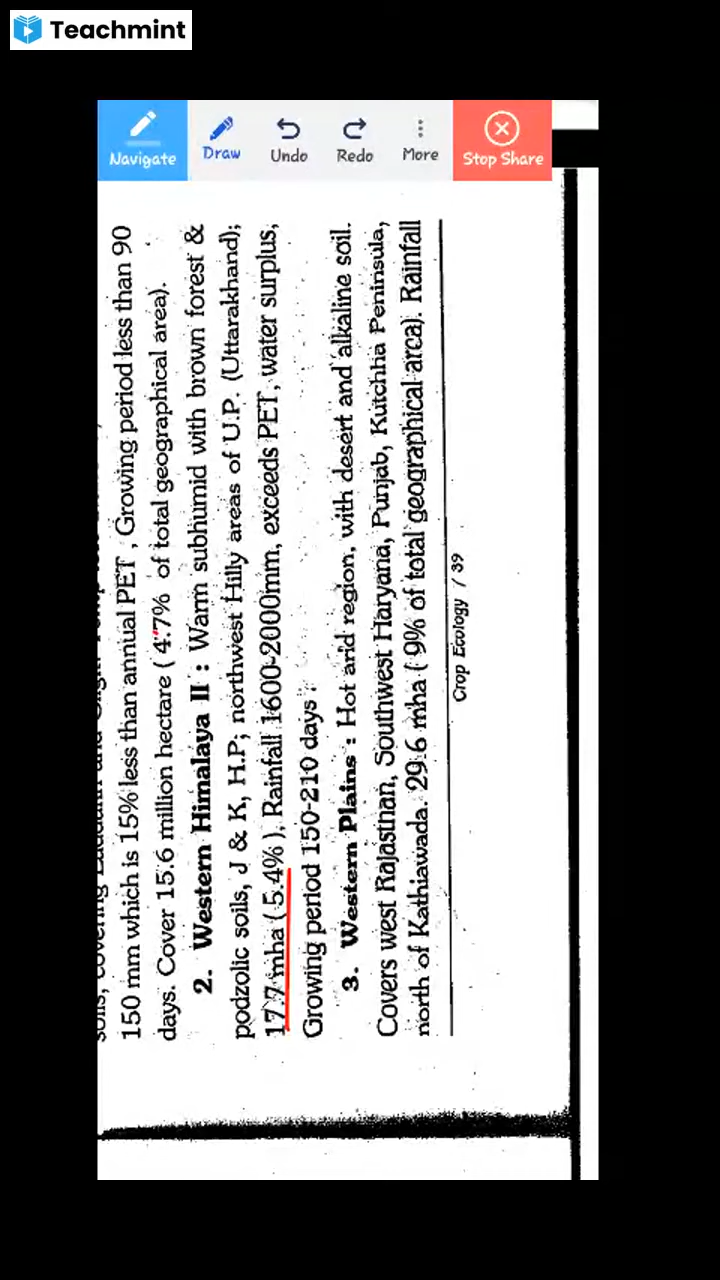 Teachmint
Navigate
Draw
Undo
Redo
More
Stop Share
150 mm which is 15% less than annual PET , Growing period less than 90
days. Cover 15.6 million hectare ( 4.7% of total geographical area).
2. Western Himalaya II : Warm subhumid with brown forest &
podzolic soils, J & K, H.P; northwest Hilly areas of U.P. (Uttarakhand);
17.7 mha ( 5.4% ), Rainfall 1600-2000mm, exceeds PET, water surplus,
Growing period 150-210 days .
3. Western Plains : Hot arid region, with desert and alkaline soil.
Covers west Rajasthan, Southwest Haryana, Punjab, Kutchha Peninsula,
north of Kathiawada. 29.6 mha ( 9% of total geographical arca). Rainfall
Crop Ecology / 39